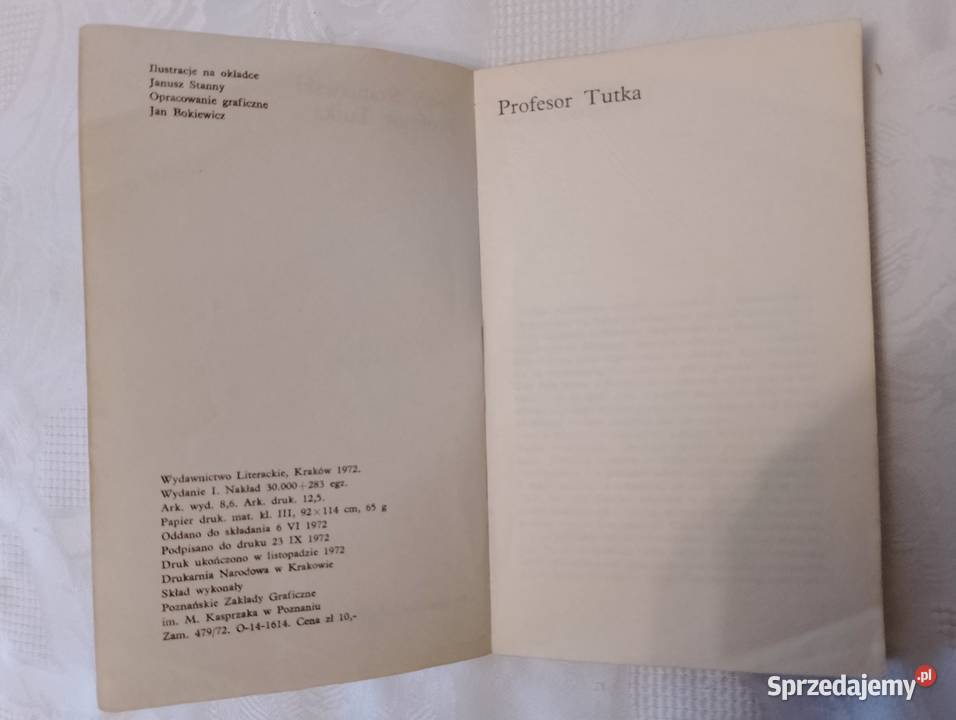 Ilustracje na okładce
Janusz Stanny
Opracowanie graficzne
Jan Bokiewicz
Wydawnictwo Literackie, Kraków 1972.
Wydanie I. Nakład 30.000+283 egz.
Ark. wyd. 8,6. Ark. druk. 12,5.
Papier druk. mat. kl. III, 92×114 cm, 65 g
Oddano do składania 6 VI 1972
Podpisano do druku 23 IX 1972
Druk ukończono w listopadzie 1972
Drukarnia Narodowa w Krakowie
Skład wykonały
Poznańskie Zakłady Graficzne
im. M. Kasprzaka w Poznaniu
Zam. 479/72. O-14-1614. Cena zł 10,-
Profesor Tutka
Sprzedajemy.pl